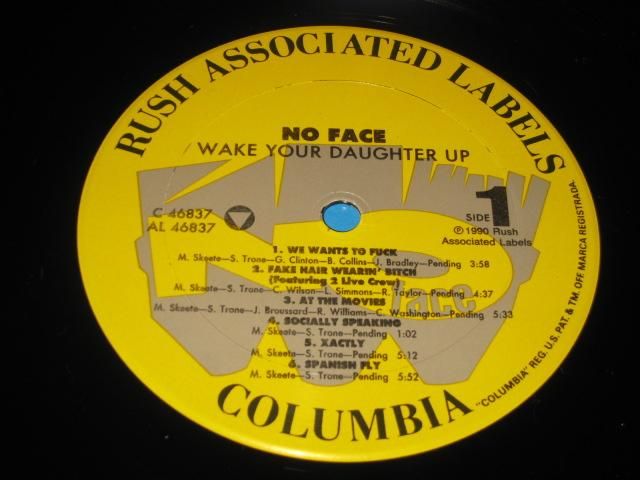 RUSH ASSOCIATED LABELS
NO FACE
WAKE YOUR DAUGHTER UP
C 46837
AL 46837
SIDE 1
℗ 1990 Rush
Associated Labels
1. WE WANTS TO FUCK
M. Skeete—S. Trone—G. Clinton—B. Collins—J. Bradley—Pending 3:58
2. FAKE HAIR WEARIN' BITCH
(Featuring 2 Live Crew)
M. Skeete—S. Trone—C. Wilson—L. Simmons—R. Taylor—Pending 4:37
3. AT THE MOVIES
M. Skeete—S. Trone—J. Broussard—R. Williams—C. Washington—Pending 5:33
4. SOCIALLY SPEAKING
M. Skeete—S. Trone—Pending 1:02
5. XACTLY
M. Skeete—S. Trone—Pending 5:12
6. SPANISH FLY
M. Skeete—S. Trone—Pending 5:52
COLUMBIA
"COLUMBIA" REG. U.S. PAT. & TM. OFF. MARCA REGISTRADA.